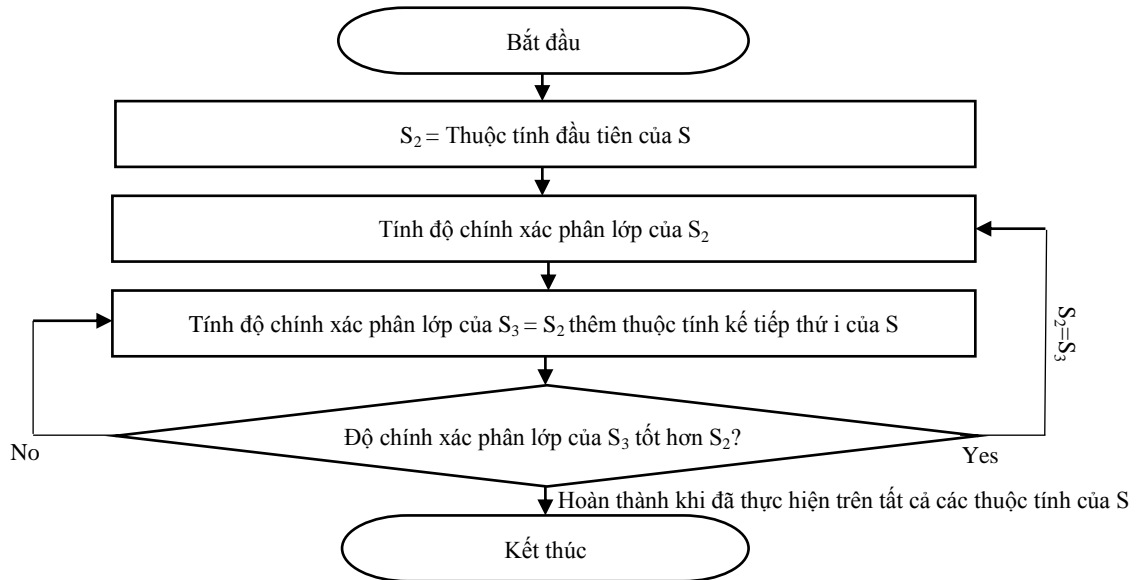 Bắt đầu
S₂ = Thuộc tính đầu tiên của S
Tính độ chính xác phân lớp của S₂
Tính độ chính xác phân lớp của S₃ = S₂ thêm thuộc tính kế tiếp thứ i của S
S₂=S₃
Độ chính xác phân lớp của S₃ tốt hơn S₂?
No
Yes
Hoàn thành khi đã thực hiện trên tất cả các thuộc tính của S
Kết thúc